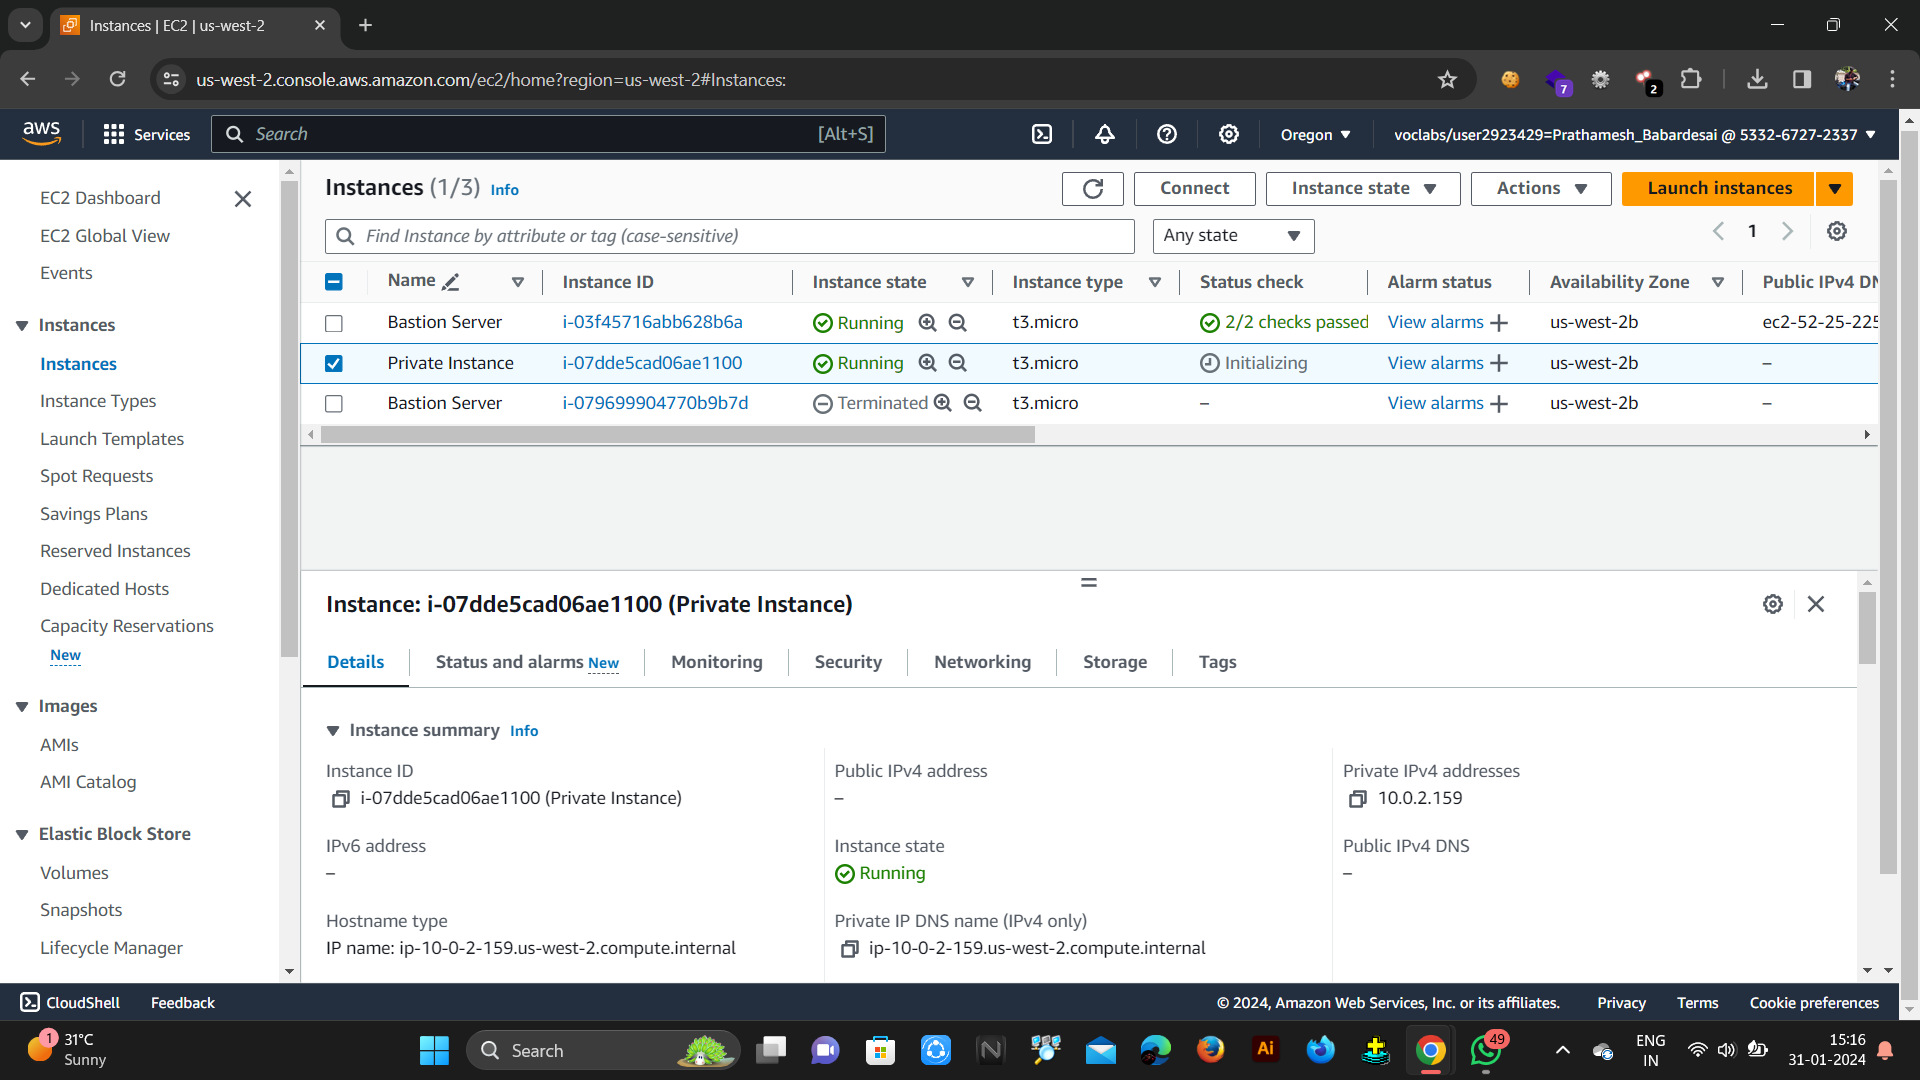 Instances | EC2 | us-west-2
us-west-2.console.aws.amazon.com/ec2/home?region=us-west-2#Instances:
7
2
aws
Services
Search
[Alt+S]
Oregon
voclabs/user2923429=Prathamesh_Babardesai @ 5332-6727-2337
EC2 Dashboard
EC2 Global View
Events
Instances
Instances
Instance Types
Launch Templates
Spot Requests
Savings Plans
Reserved Instances
Dedicated Hosts
Capacity Reservations
New
Images
AMIs
AMI Catalog
Elastic Block Store
Volumes
Snapshots
Lifecycle Manager
Instances (1/3) Info
Connect
Instance state
Actions
Launch instances
Find Instance by attribute or tag (case-sensitive)
Any state
1
Name Instance ID Instance state Instance type Status check Alarm status Availability Zone Public IPv4 DN
Bastion Server i-03f45716abb628b6a Running t3.micro 2/2 checks passed View alarms us-west-2b ec2-52-25-225
Private Instance i-07dde5cad06ae1100 Running t3.micro Initializing View alarms us-west-2b –
Bastion Server i-079699904770b9b7d Terminated t3.micro – View alarms us-west-2b –
Instance: i-07dde5cad06ae1100 (Private Instance)
Details Status and alarms New Monitoring Security Networking Storage Tags
Instance summary Info
Instance ID
i-07dde5cad06ae1100 (Private Instance)
Public IPv4 address
–
Private IPv4 addresses
10.0.2.159
IPv6 address
–
Instance state
Running
Public IPv4 DNS
–
Hostname type
IP name: ip-10-0-2-159.us-west-2.compute.internal
Private IP DNS name (IPv4 only)
ip-10-0-2-159.us-west-2.compute.internal
CloudShell Feedback
© 2024, Amazon Web Services, Inc. or its affiliates. Privacy Terms Cookie preferences
1
31°C
Sunny
Search
N
Ai
49
ENG
IN
15:16
31-01-2024